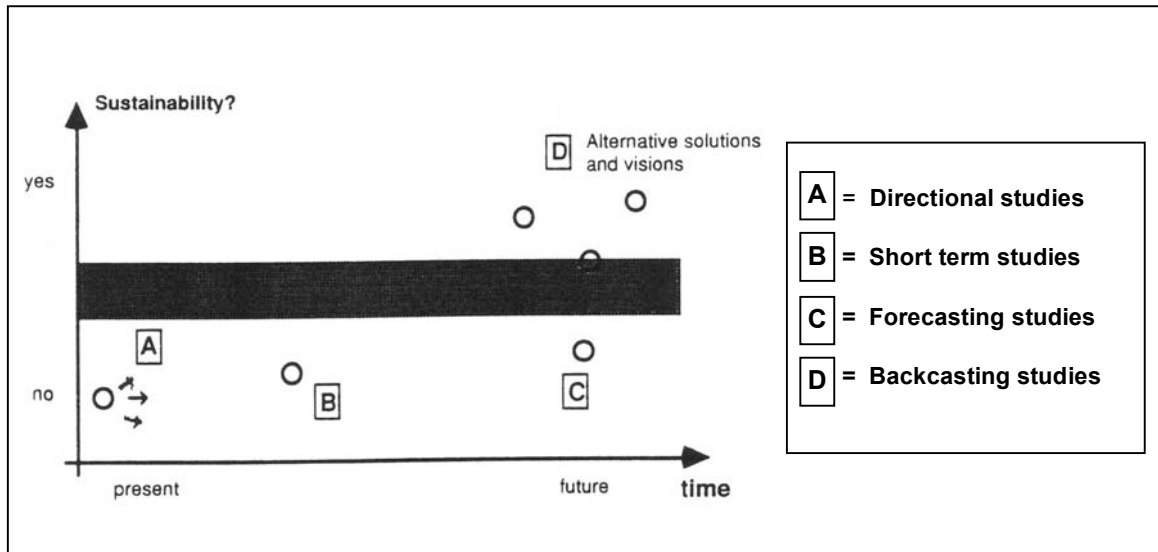 Sustainability?
D Alternative solutions
and visions
yes
A
no
B
C
present
future
time
A = Directional studies
B = Short term studies
C = Forecasting studies
D = Backcasting studies